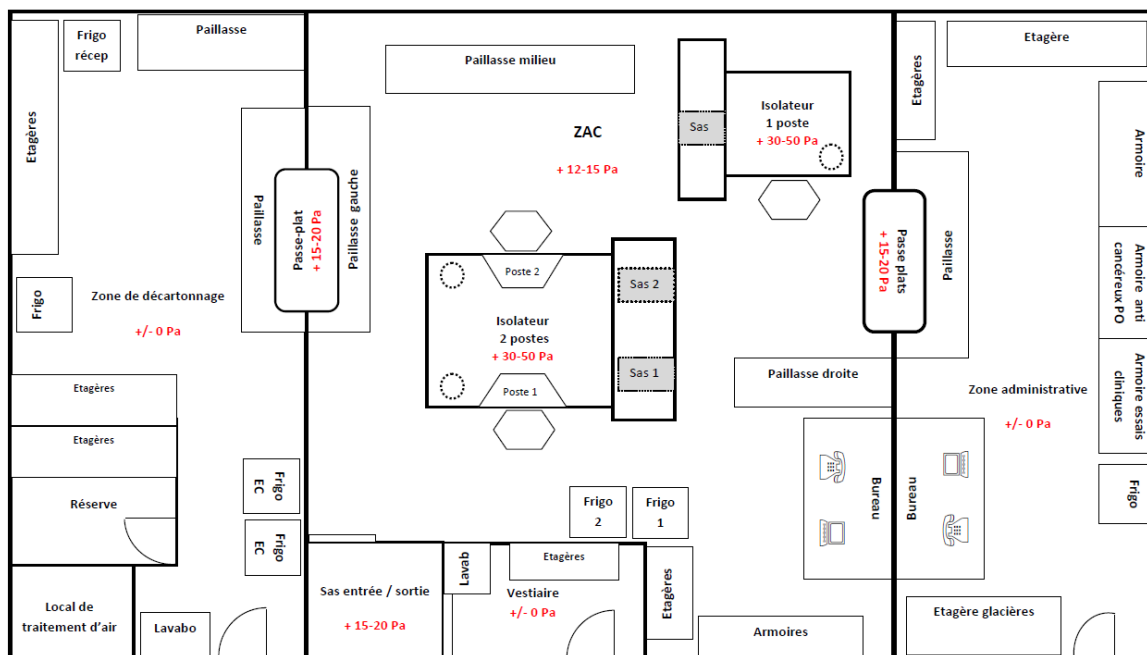 Etagères
Frigo
récep
Paillasse
Zone de décartonnage
+/- 0 Pa
Frigo
Etagères
Etagères
Réserve
Local de
traitement d'air
Lavabo
Frigo
EC
Frigo
EC
Paillasse
Passe-plat
+ 15-20 Pa
Paillasse gauche
Paillasse milieu
ZAC
+ 12-15 Pa
Sas
Isolateur
1 poste
+ 30-50 Pa
Poste 2
Isolateur
2 postes
+ 30-50 Pa
Poste 1
Sas 2
Sas 1
Paillasse droite
Frigo
2
Frigo
1
Sas entrée / sortie
+ 15-20 Pa
Lavab
Etagères
Vestiaire
+/- 0 Pa
Etagères
Armoires
Bureau
Bureau
Passe plats
+ 15-20 Pa
Paillasse
Etagères
Etagère
Armoire
Armoire anti
cancéreux PO
Armoire essais
cliniques
Frigo
Zone administrative
+/- 0 Pa
Etagère glacières